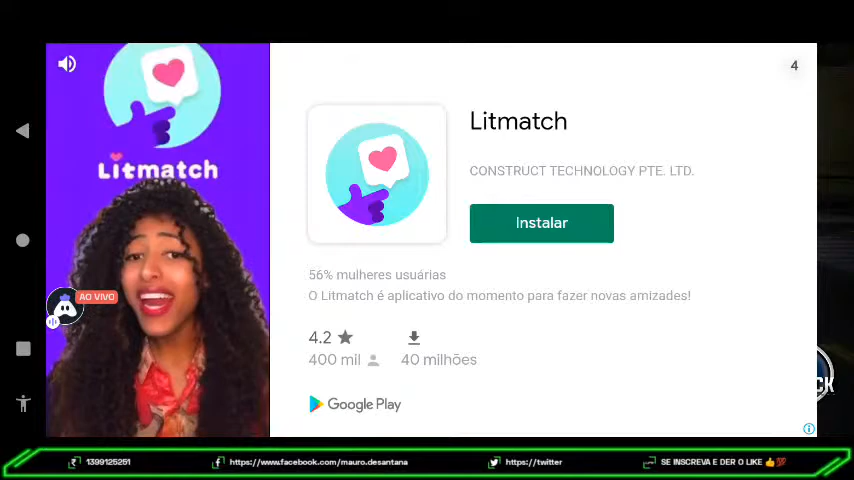 4
Litmatch
Litmatch
CONSTRUCT TECHNOLOGY PTE. LTD.
Instalar
56% mulheres usuárias
O Litmatch é aplicativo do momento para fazer novas amizades!
AO VIVO
4.2 ★
400 mil
40 milhões
Google Play
CK
1399125251
https://www.facebook.com/mauro.desantana
https://twitter
SE INSCREVA E DER O LIKE 👍💯